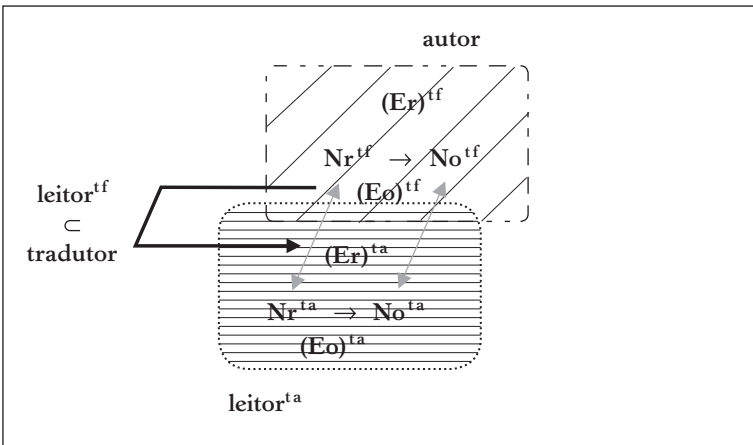 autor
(Er)ᵗᶠ
Nrᵗᶠ → Noᵗᶠ
(Eo)ᵗᶠ
leitorᵗᶠ
⊂
tradutor
(Er)ᵗᵃ
Nrᵗᵃ → Noᵗᵃ
(Eo)ᵗᵃ
leitorᵗᵃ